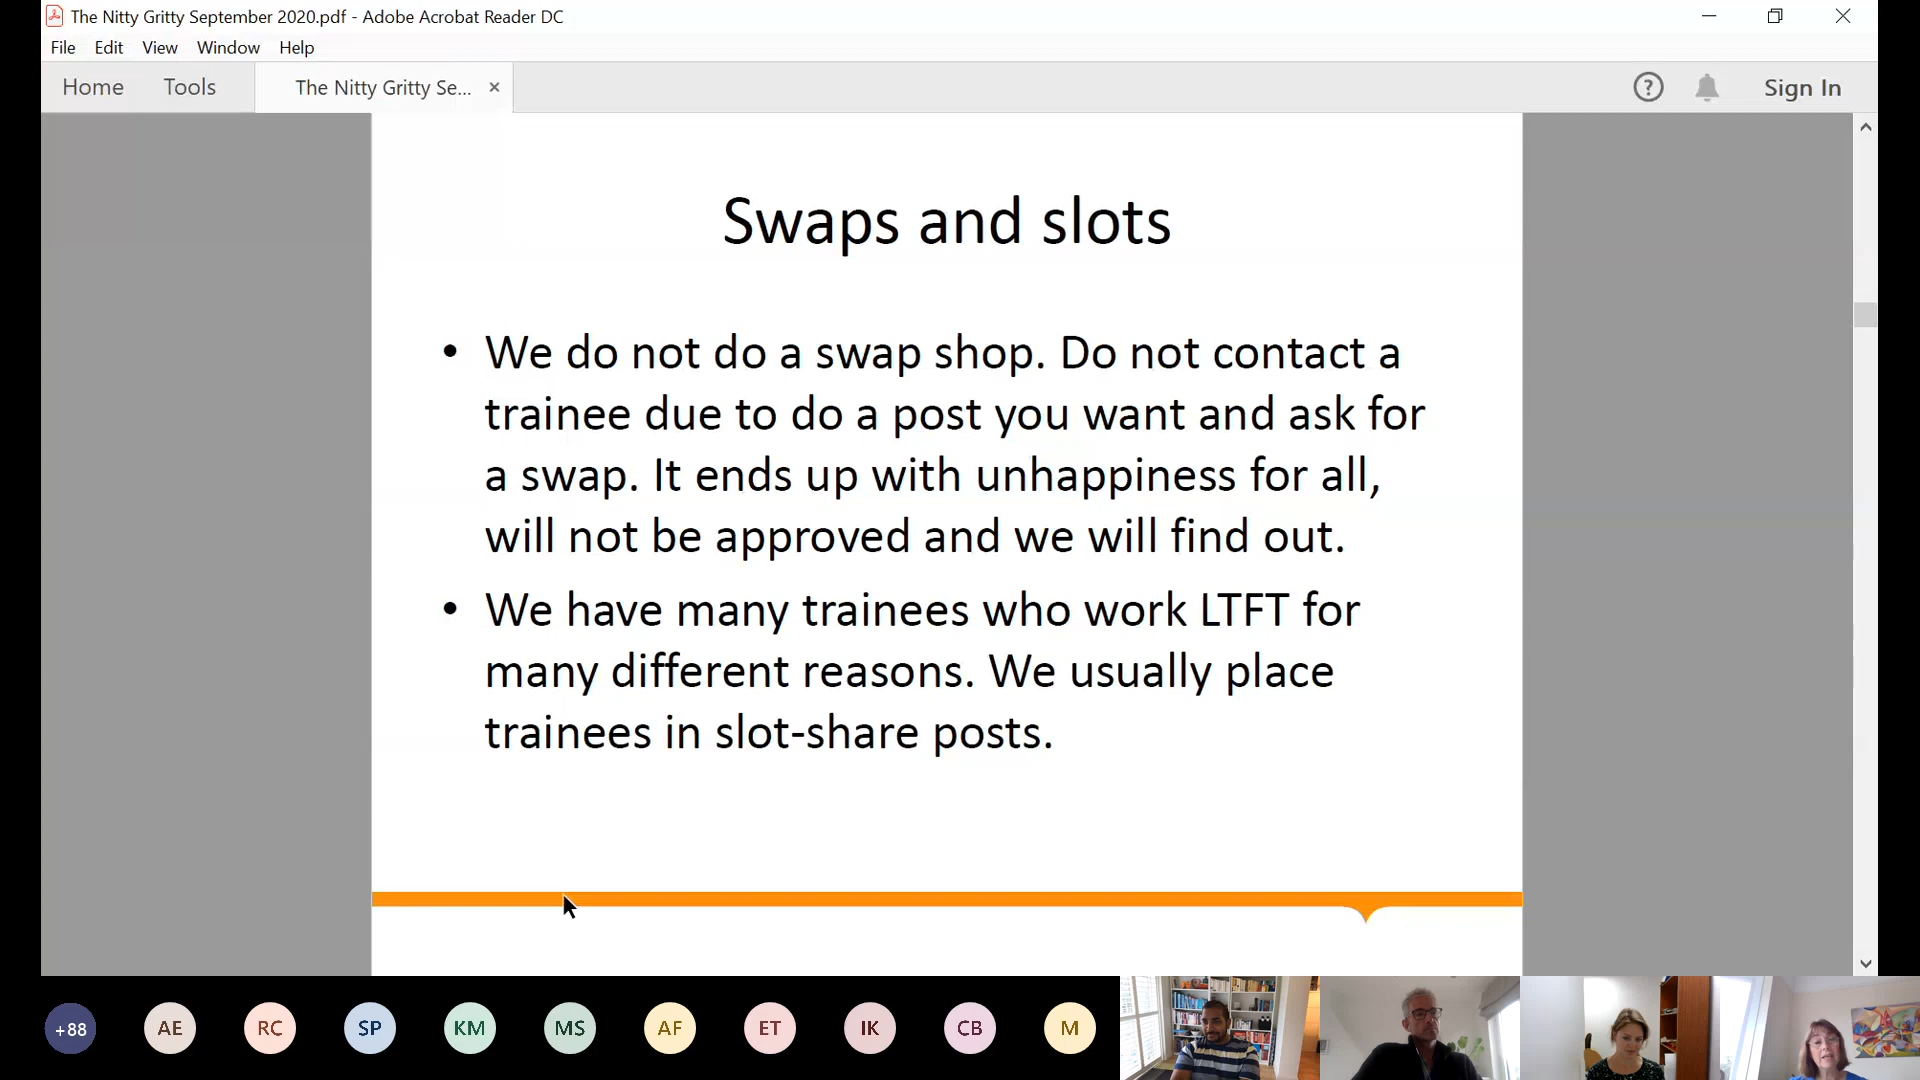 The Nitty Gritty September 2020.pdf - Adobe Acrobat Reader DC
File Edit View Window Help
Home Tools The Nitty Gritty Se... × ? Sign In
Swaps and slots
• We do not do a swap shop. Do not contact a
trainee due to do a post you want and ask for
a swap. It ends up with unhappiness for all,
will not be approved and we will find out.
• We have many trainees who work LTFT for
many different reasons. We usually place
trainees in slot-share posts.
+88 AE RC SP KM MS AF ET IK CB M